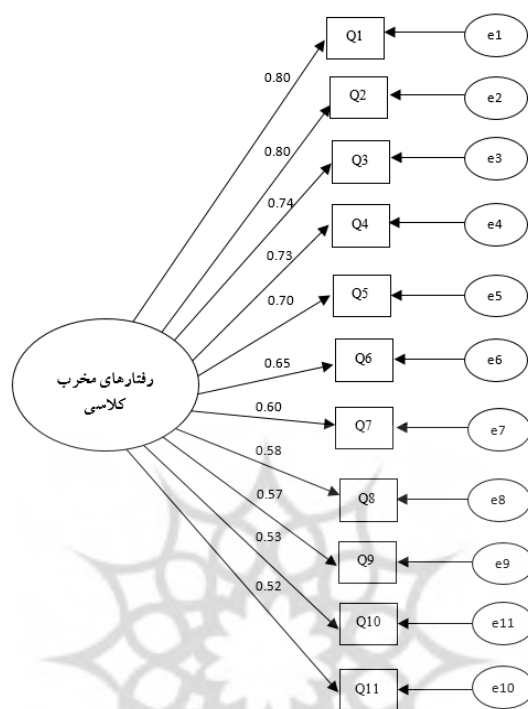 Q1 e1
0.80
Q2 e2
0.80
Q3 e3
0.74
Q4 e4
0.73
Q5 e5
0.70
Q6 e6
0.65
رفتارهای مخرب
کلاسی
0.60
Q7 e7
0.58
Q8 e8
0.57
Q9 e9
0.53
Q10 e11
0.52
Q11 e10